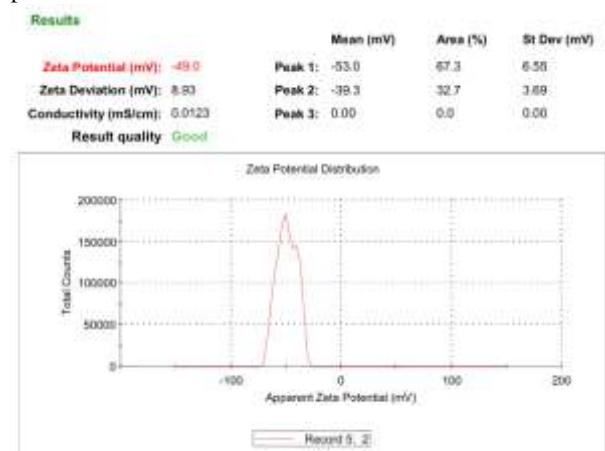 Results
Mean (mV) Area (%) St Dev (mV)
Zeta Potential (mV): -49.0 Peak 1: -53.0 67.3 6.58
Zeta Deviation (mV): 8.93 Peak 2: -39.3 32.7 3.69
Conductivity (mS/cm): 0.0123 Peak 3: 0.00 0.0 0.00
Result quality Good
Zeta Potential Distribution
200000
150000
100000
50000
0
-100 0 100 200
Total Counts
Apparent Zeta Potential (mV)
Record 5, 2